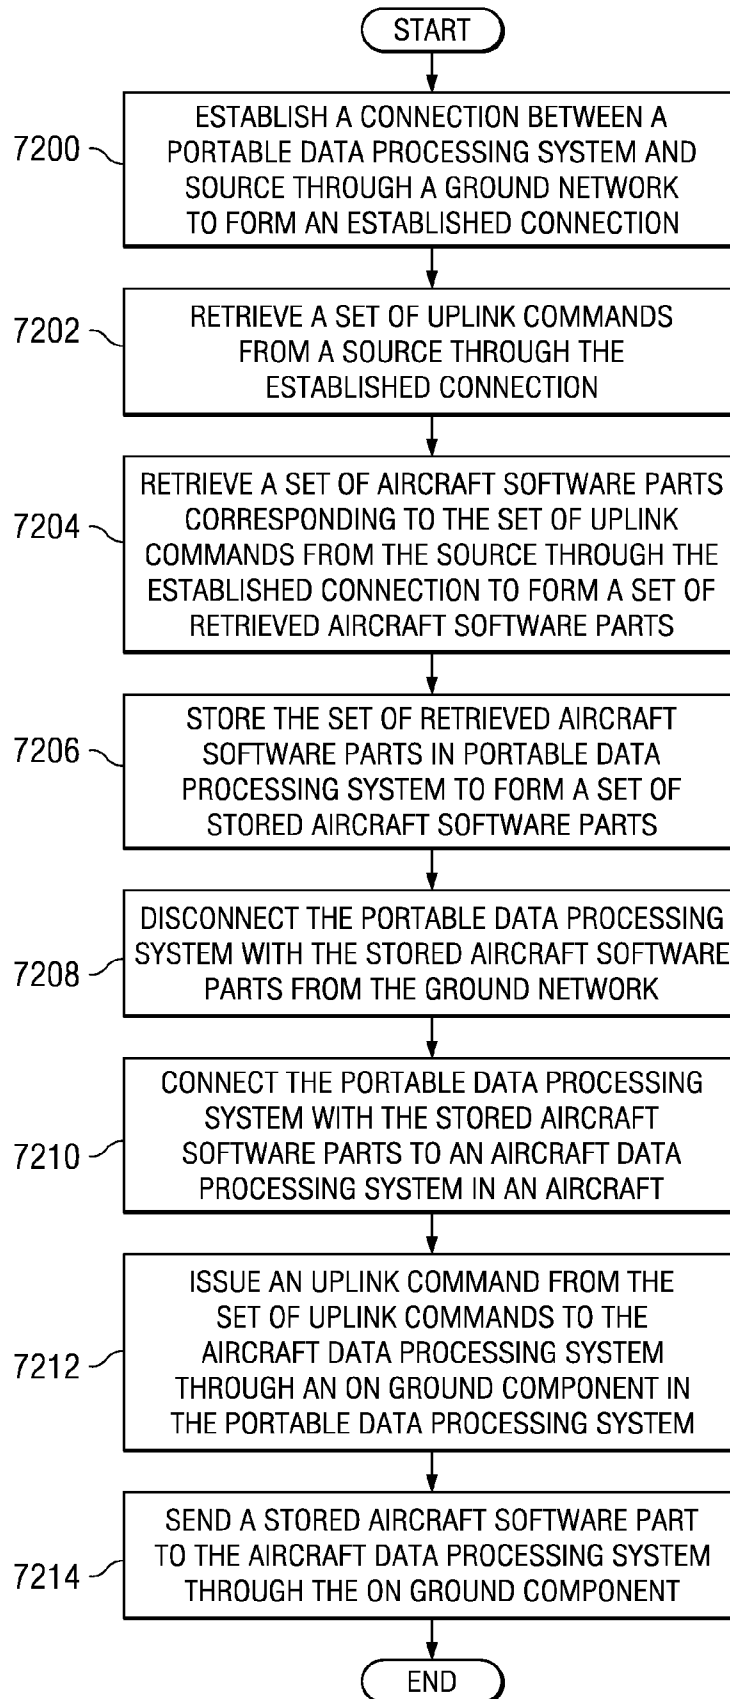 START
7200
ESTABLISH A CONNECTION BETWEEN A
PORTABLE DATA PROCESSING SYSTEM AND
SOURCE THROUGH A GROUND NETWORK
TO FORM AN ESTABLISHED CONNECTION
7202
RETRIEVE A SET OF UPLINK COMMANDS
FROM A SOURCE THROUGH THE
ESTABLISHED CONNECTION
7204
RETRIEVE A SET OF AIRCRAFT SOFTWARE PARTS
CORRESPONDING TO THE SET OF UPLINK
COMMANDS FROM THE SOURCE THROUGH THE
ESTABLISHED CONNECTION TO FORM A SET OF
RETRIEVED AIRCRAFT SOFTWARE PARTS
7206
STORE THE SET OF RETRIEVED AIRCRAFT
SOFTWARE PARTS IN PORTABLE DATA
PROCESSING SYSTEM TO FORM A SET OF
STORED AIRCRAFT SOFTWARE PARTS
7208
DISCONNECT THE PORTABLE DATA PROCESSING
SYSTEM WITH THE STORED AIRCRAFT SOFTWARE
PARTS FROM THE GROUND NETWORK
7210
CONNECT THE PORTABLE DATA PROCESSING
SYSTEM WITH THE STORED AIRCRAFT
SOFTWARE PARTS TO AN AIRCRAFT DATA
PROCESSING SYSTEM IN AN AIRCRAFT
7212
ISSUE AN UPLINK COMMAND FROM THE
SET OF UPLINK COMMANDS TO THE
AIRCRAFT DATA PROCESSING SYSTEM
THROUGH AN ON GROUND COMPONENT IN
THE PORTABLE DATA PROCESSING SYSTEM
7214
SEND A STORED AIRCRAFT SOFTWARE PART
TO THE AIRCRAFT DATA PROCESSING SYSTEM
THROUGH THE ON GROUND COMPONENT
END